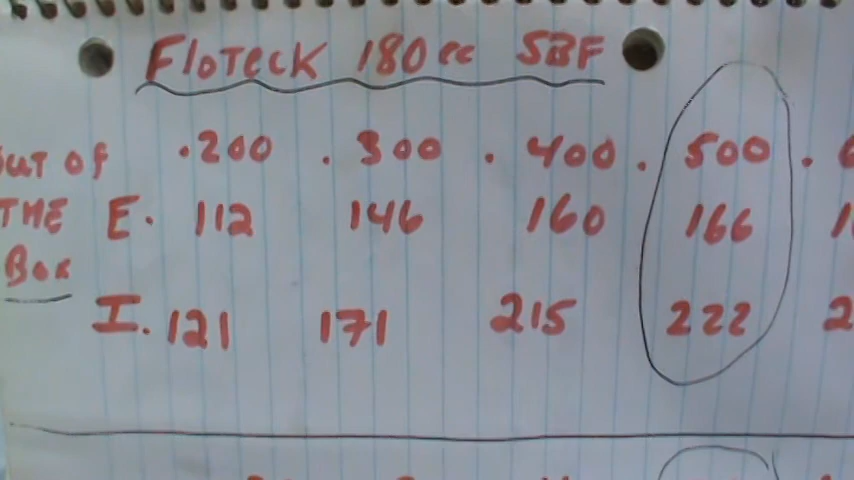 FloTeck 180cc SBF
out of .200 .300 .400 .500
THE E. 112 146 160 166
Box
I. 121 171 215 222